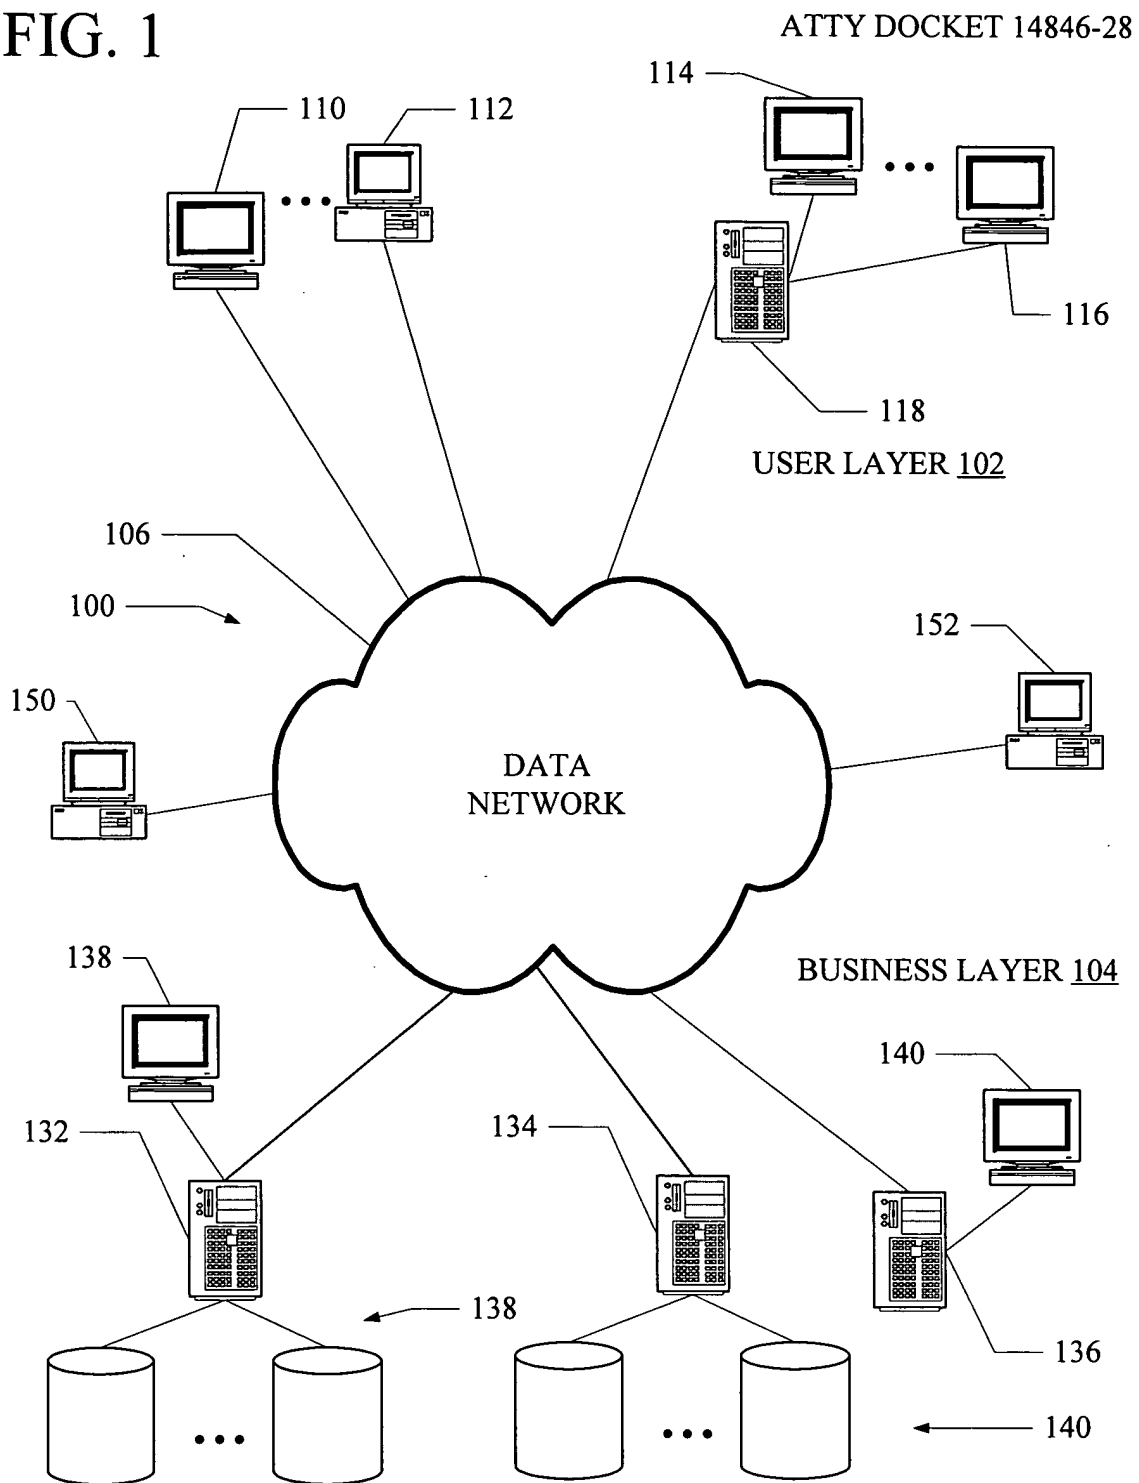 FIG. 1
ATTY DOCKET 14846-28
114
110
112
116
118
USER LAYER 102
106
100
152
150
DATA
NETWORK
138
BUSINESS LAYER 104
140
132
134
138
136
140